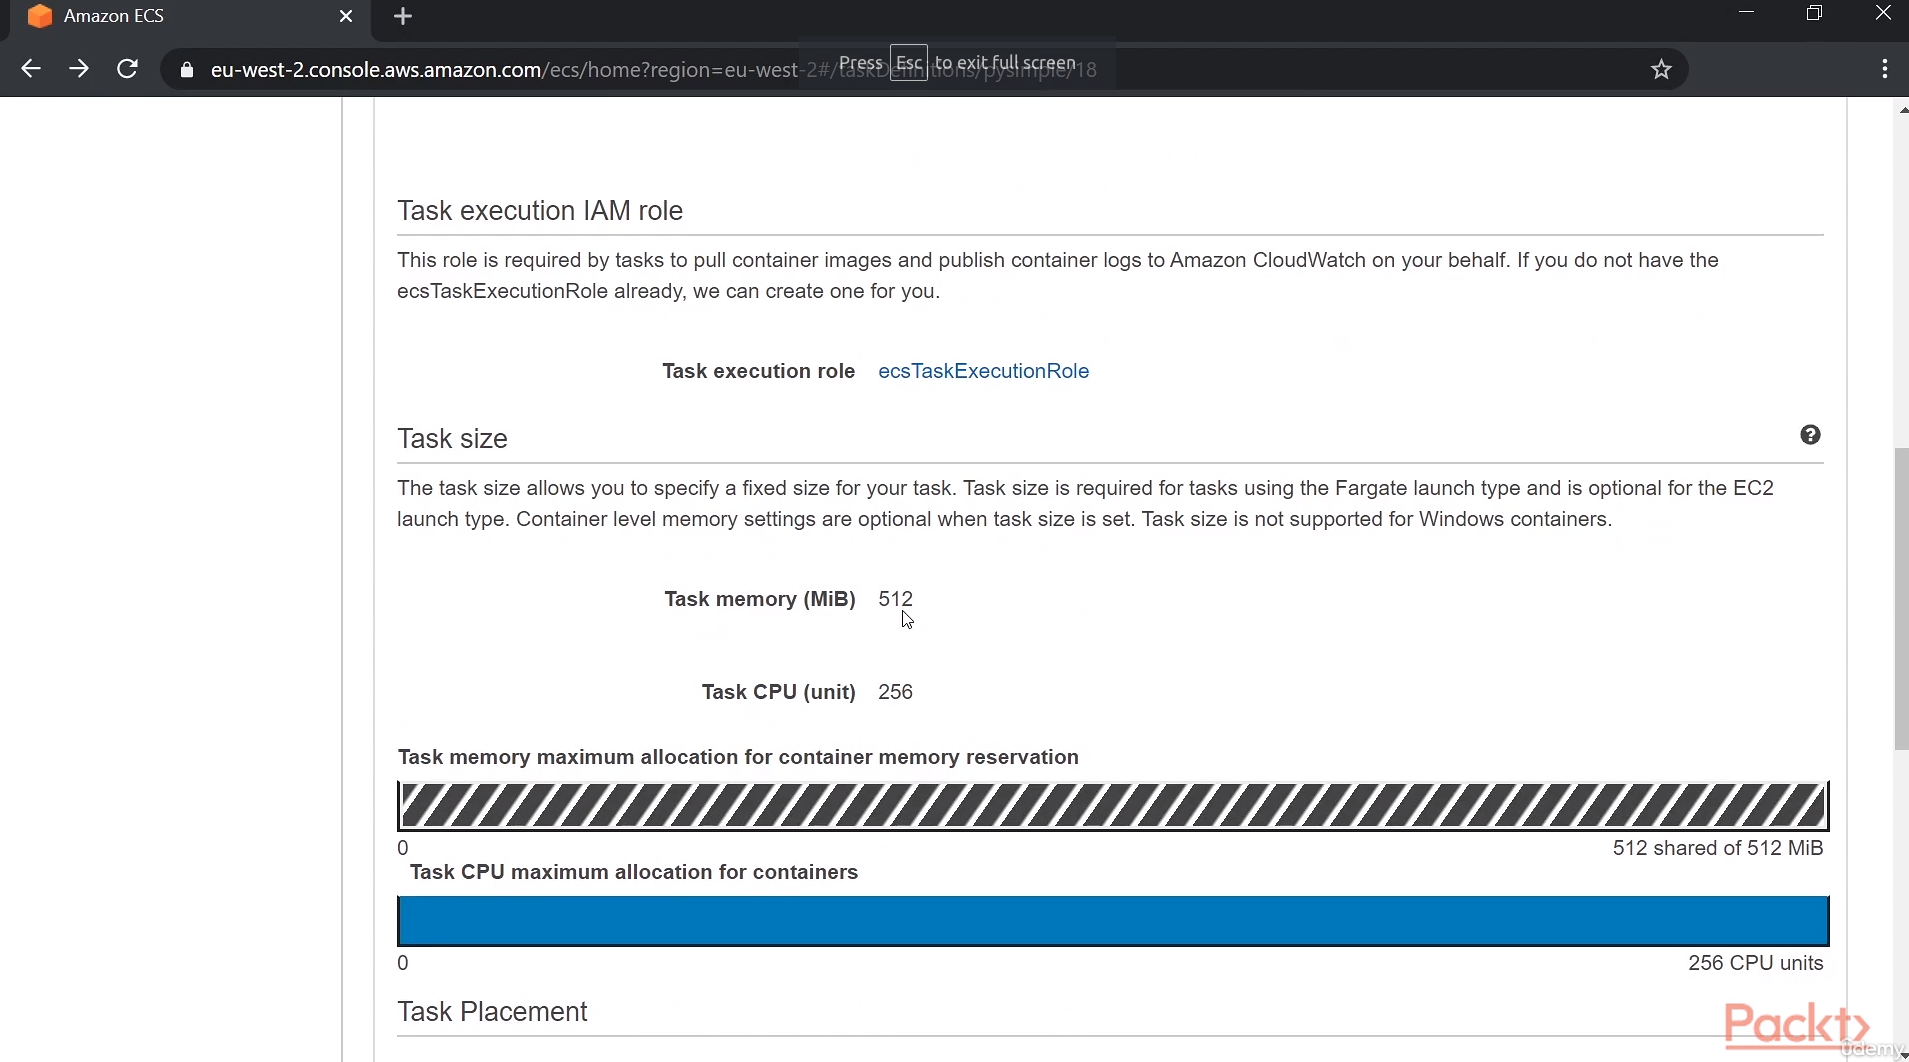 Amazon ECS
eu-west-2.console.aws.amazon.com/ecs/home?region=eu-west-2#/taskDefinitions/pysimple/18
Press Esc to exit full screen
Task execution IAM role
This role is required by tasks to pull container images and publish container logs to Amazon CloudWatch on your behalf. If you do not have the
ecsTaskExecutionRole already, we can create one for you.
Task execution role ecsTaskExecutionRole
Task size
The task size allows you to specify a fixed size for your task. Task size is required for tasks using the Fargate launch type and is optional for the EC2
launch type. Container level memory settings are optional when task size is set. Task size is not supported for Windows containers.
Task memory (MiB) 512
Task CPU (unit) 256
Task memory maximum allocation for container memory reservation
0 512 shared of 512 MiB
Task CPU maximum allocation for containers
0 256 CPU units
Task Placement
Packt
Udemy